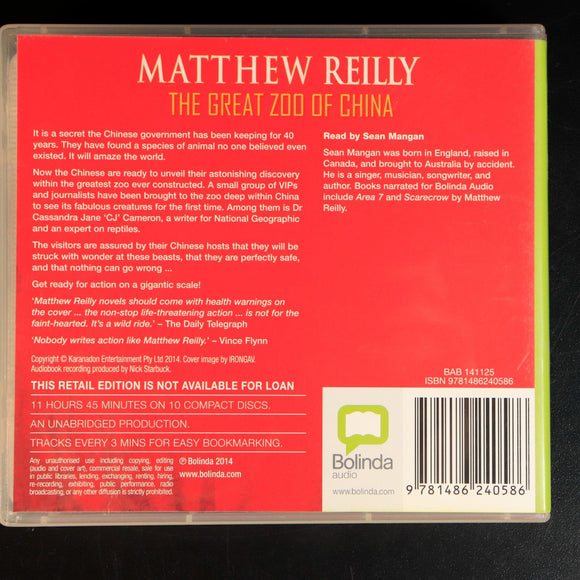 MATTHEW REILLY
THE GREAT ZOO OF CHINA
It is a secret the Chinese government has been keeping for 40
years. They have found a species of animal no one believed even
existed. It will amaze the world.
Now the Chinese are ready to unveil their astonishing discovery
within the greatest zoo ever constructed. A small group of VIPs
and journalists have been brought to the zoo deep within China
to see its fabulous creatures for the first time. Among them is Dr
Cassandra Jane 'CJ' Cameron, a writer for National Geographic
and an expert on reptiles.
The visitors are assured by their Chinese hosts that they will be
struck with wonder at these beasts, that they are perfectly safe,
and that nothing can go wrong ...
Get ready for action on a gigantic scale!
'Matthew Reilly novels should come with health warnings on
the cover ... the non-stop life-threatening action ... is not for the
faint-hearted. It's a wild ride.' – The Daily Telegraph
'Nobody writes action like Matthew Reilly.' – Vince Flynn
Copyright © Karanadon Entertainment Pty Ltd 2014. Cover image by IRONGAV.
Audiobook recording produced by Nick Starbuck.
THIS RETAIL EDITION IS NOT AVAILABLE FOR LOAN
11 HOURS 45 MINUTES ON 10 COMPACT DISCS.
AN UNABRIDGED PRODUCTION.
TRACKS EVERY 3 MINS FOR EASY BOOKMARKING.
Any unauthorised use including copying, editing
(audio and cover art), commercial resale, sale for use
in public libraries, lending, exchanging, renting, hiring,
re-recording, exhibiting, public performance, radio
broadcasting, or any other diffusion is strictly prohibited.
℗ Bolinda 2014
www.bolinda.com
Read by Sean Mangan
Sean Mangan was born in England, raised in
Canada, and brought to Australia by accident.
He is a singer, musician, songwriter, and
author. Books narrated for Bolinda Audio
include Area 7 and Scarecrow by Matthew
Reilly.
BAB 141125
ISBN 9781486240586
Bolinda
audio
www.bolinda.com
9 781486 240586